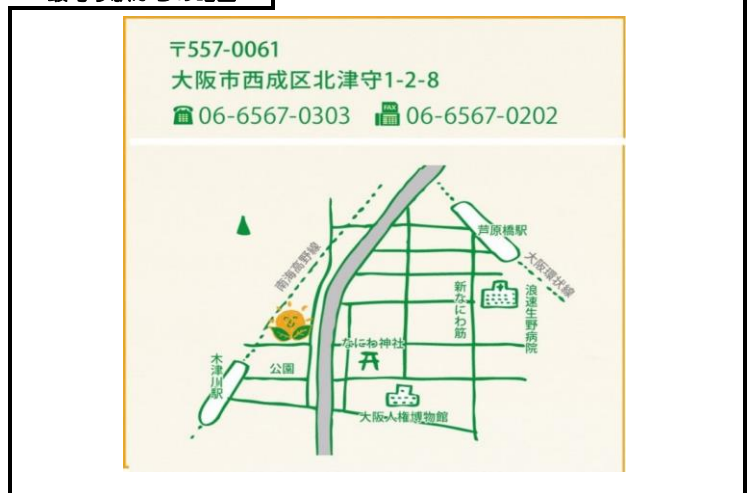 〒557-0061
大阪市西成区北津守1-2-8
06-6567-0303 FAX 06-6567-0202
芦原橋駅
大阪環状線
南海高野線
新なにわ筋
浪速生野病院
なにわ神社
木津川駅
公園
大阪人権博物館